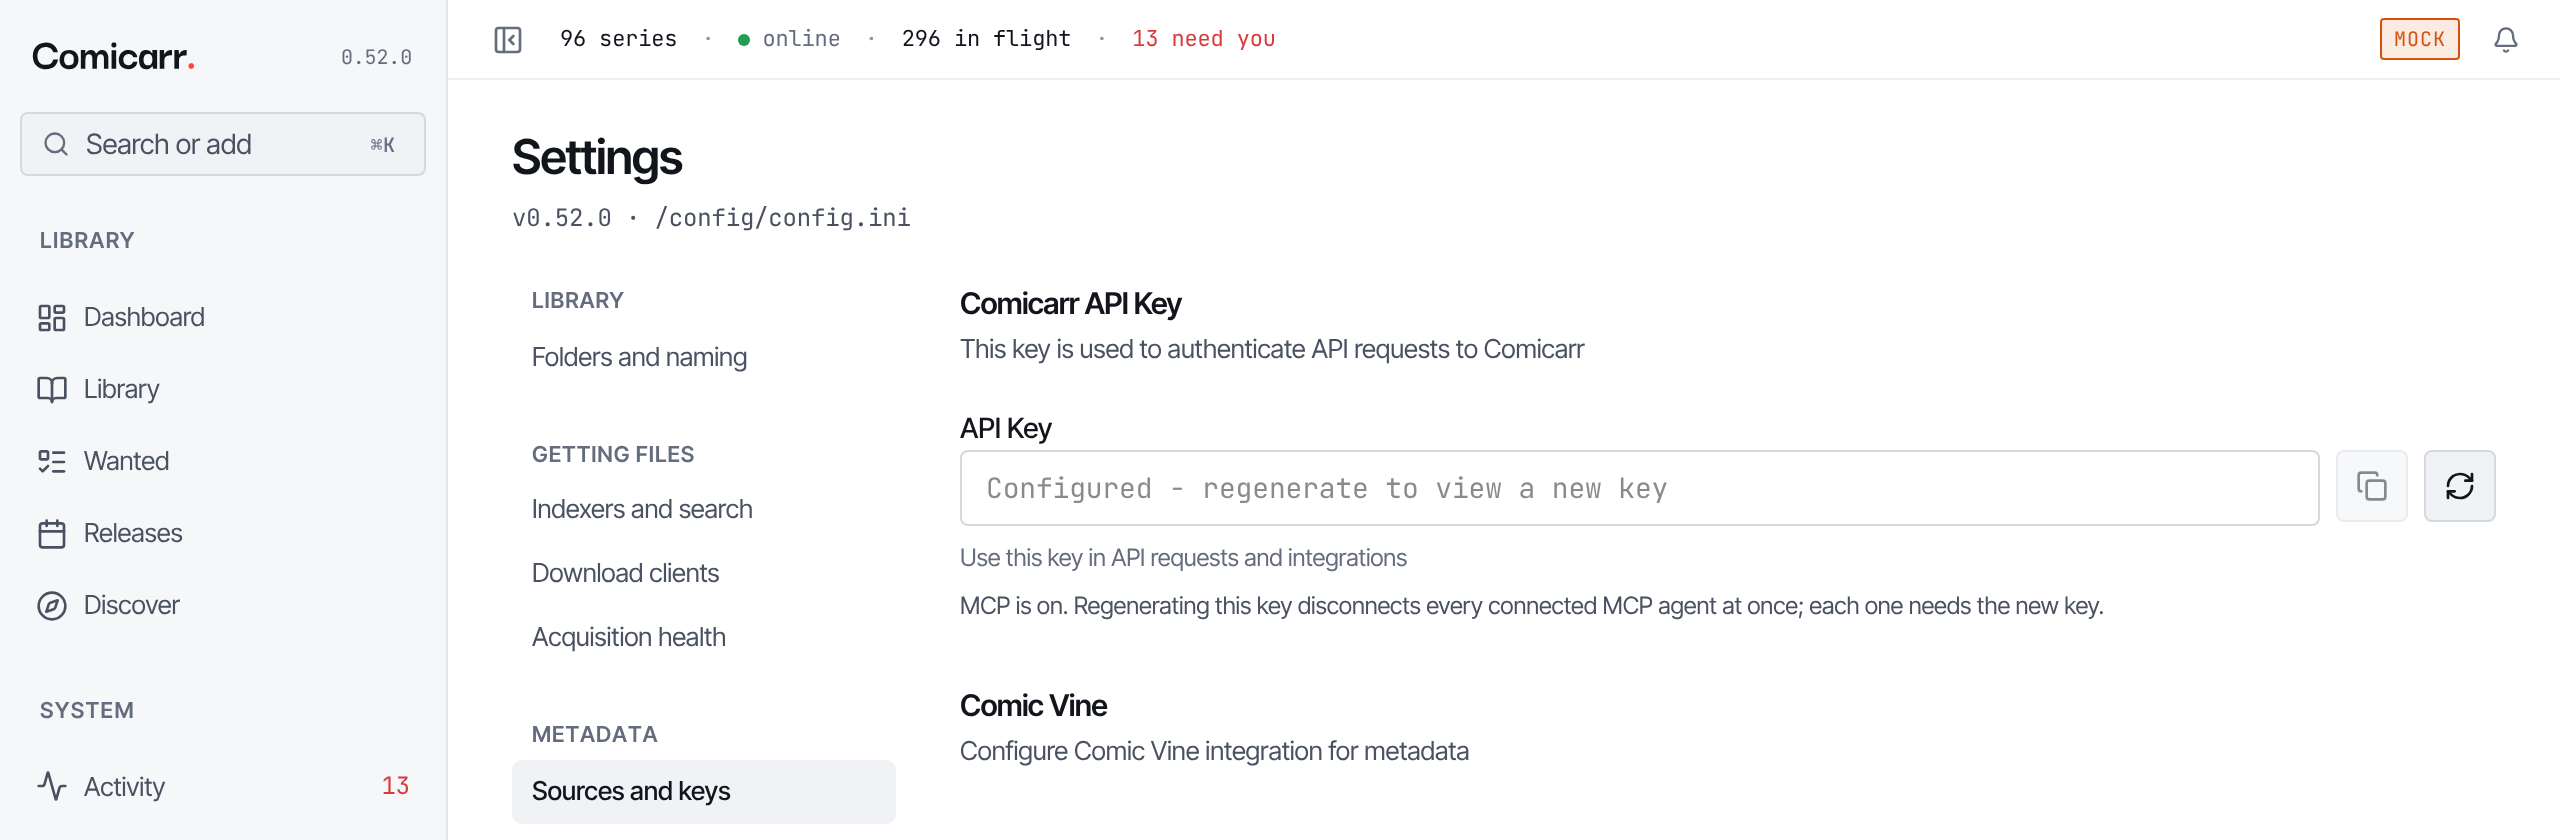 Comicarr.
0.52.0
Search or add
⌘K
LIBRARY
Dashboard
Library
Wanted
Releases
Discover
SYSTEM
Activity
13
96 series · online · 296 in flight · 13 need you
MOCK
Settings
v0.52.0 · /config/config.ini
LIBRARY
Folders and naming
GETTING FILES
Indexers and search
Download clients
Acquisition health
METADATA
Sources and keys
Comicarr API Key
This key is used to authenticate API requests to Comicarr
API Key
Configured - regenerate to view a new key
Use this key in API requests and integrations
MCP is on. Regenerating this key disconnects every connected MCP agent at once; each one needs the new key.
Comic Vine
Configure Comic Vine integration for metadata